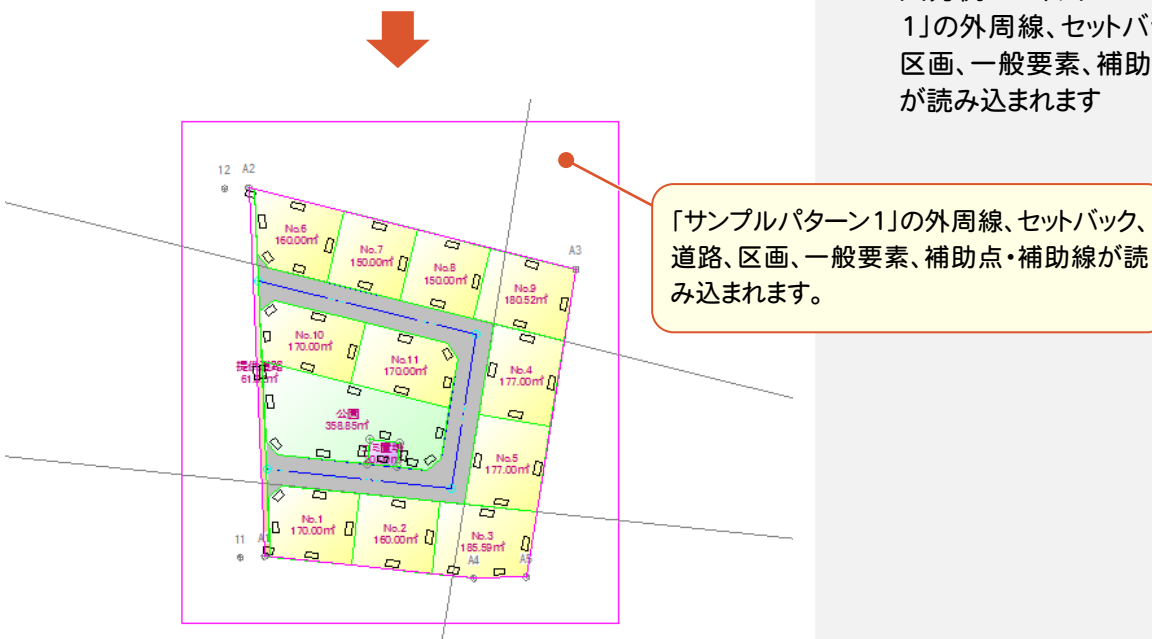 1」の外周線、セットバッ
区画、一般要素、補助
が読み込まれます
「サンプルパターン1」の外周線、セットバック、
道路、区画、一般要素、補助点・補助線が読
み込まれます。
12 A2
A3
No.6
160.00㎡
No.7
150.00㎡
No.8
150.00㎡
No.9
180.52㎡
No.10
170.00㎡
No.11
170.00㎡
No.4
177.00㎡
公園
358.85㎡
No.5
177.00㎡
No.1
170.00㎡
No.2
160.00㎡
No.3
185.59㎡
11
A4
A5